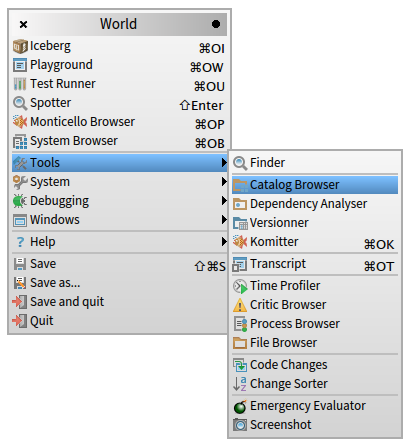 World
Iceberg ⌘OI
Playground ⌘OW
Test Runner ⌘OU
Spotter ⇧Enter
Monticello Browser ⌘OP
System Browser ⌘OB
Tools
System
Debugging
Windows
Help
Save ⇧⌘S
Save as...
Save and quit
Quit
Finder
Catalog Browser
Dependency Analyser
Versionner
Komitter ⌘OK
Transcript ⌘OT
Time Profiler
Critic Browser
Process Browser
File Browser
Code Changes
Change Sorter
Emergency Evaluator
Screenshot